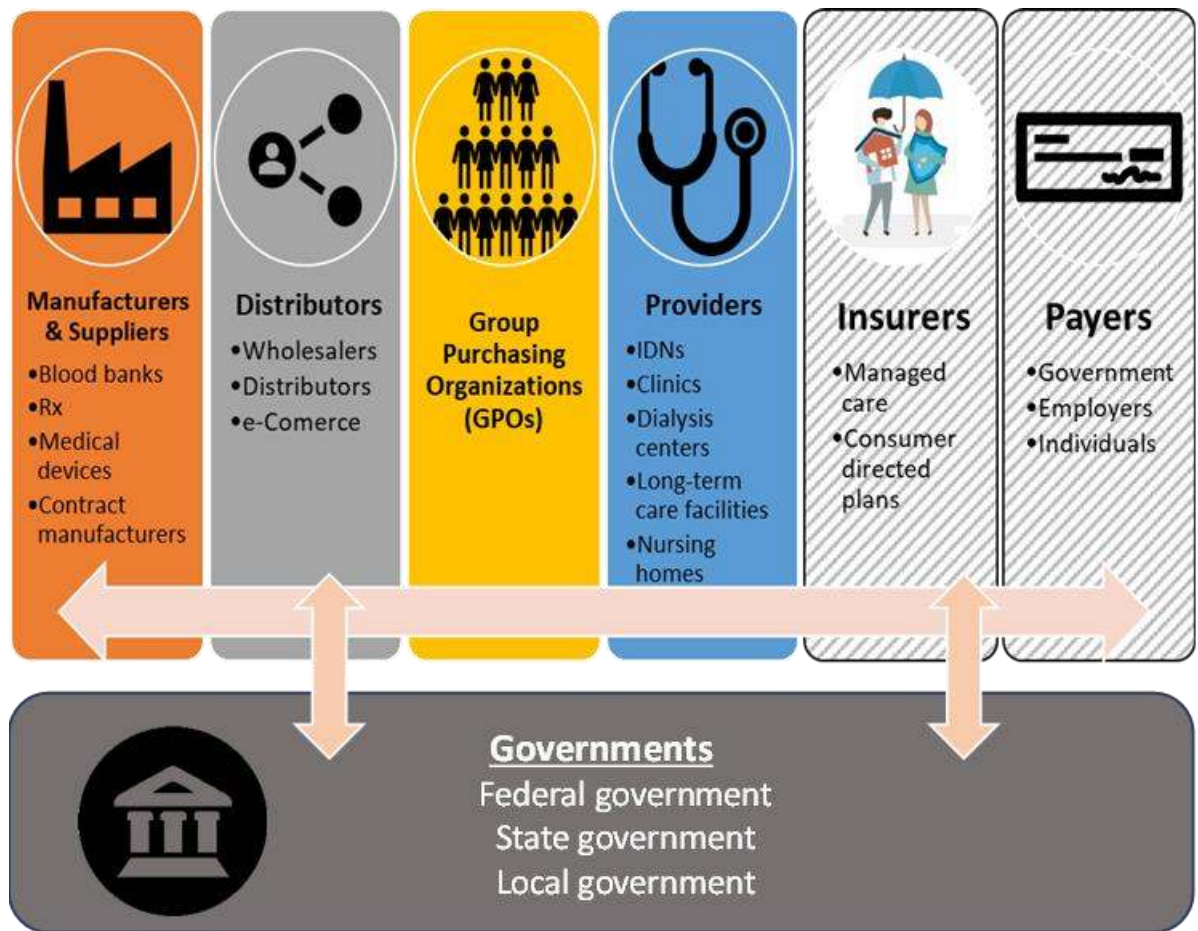 Manufacturers
& Suppliers
•Blood banks
•Rx
•Medical
devices
•Contract
manufacturers
Distributors
•Wholesalers
•Distributors
•e-Comerce
Group
Purchasing
Organizations
(GPOs)
Providers
•IDNs
•Clinics
•Dialysis
centers
•Long-term
care facilities
•Nursing
homes
Insurers
•Managed
care
•Consumer
directed
plans
Payers
•Government
•Employers
•Individuals
Governments
Federal government
State government
Local government